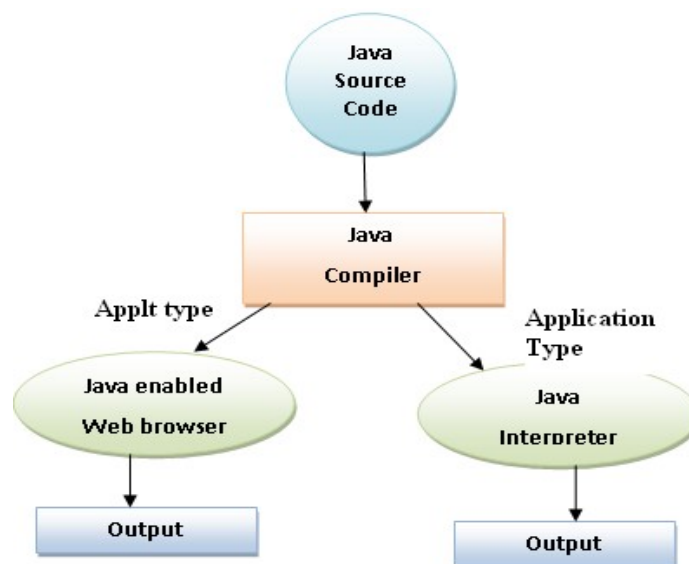 Java
Source
Code
Java
Compiler
Applt type
Application
Type
Java enabled
Web browser
Java
Interpreter
Output
Output